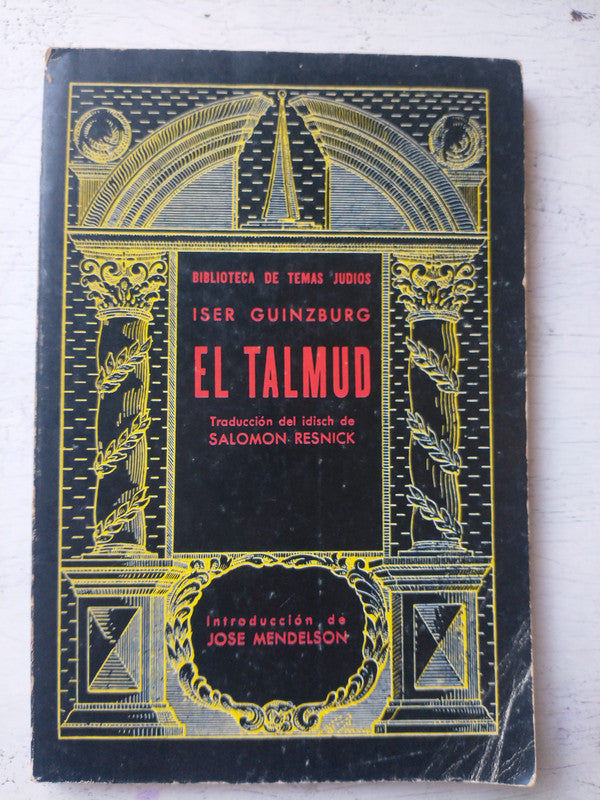 BIBLIOTECA DE TEMAS JUDIOS
ISER GUINZBURG
EL TALMUD
Traducción del idisch de
SALOMON RESNICK
Introducción de
JOSE MENDELSON